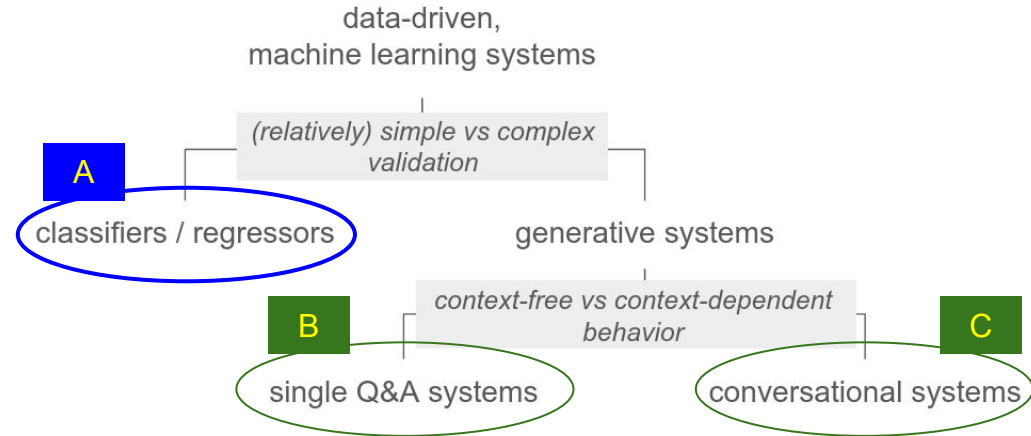 data-driven,
machine learning systems
(relatively) simple vs complex
validation
A
classifiers / regressors
generative systems
context-free vs context-dependent
behavior
B
C
single Q&A systems
conversational systems